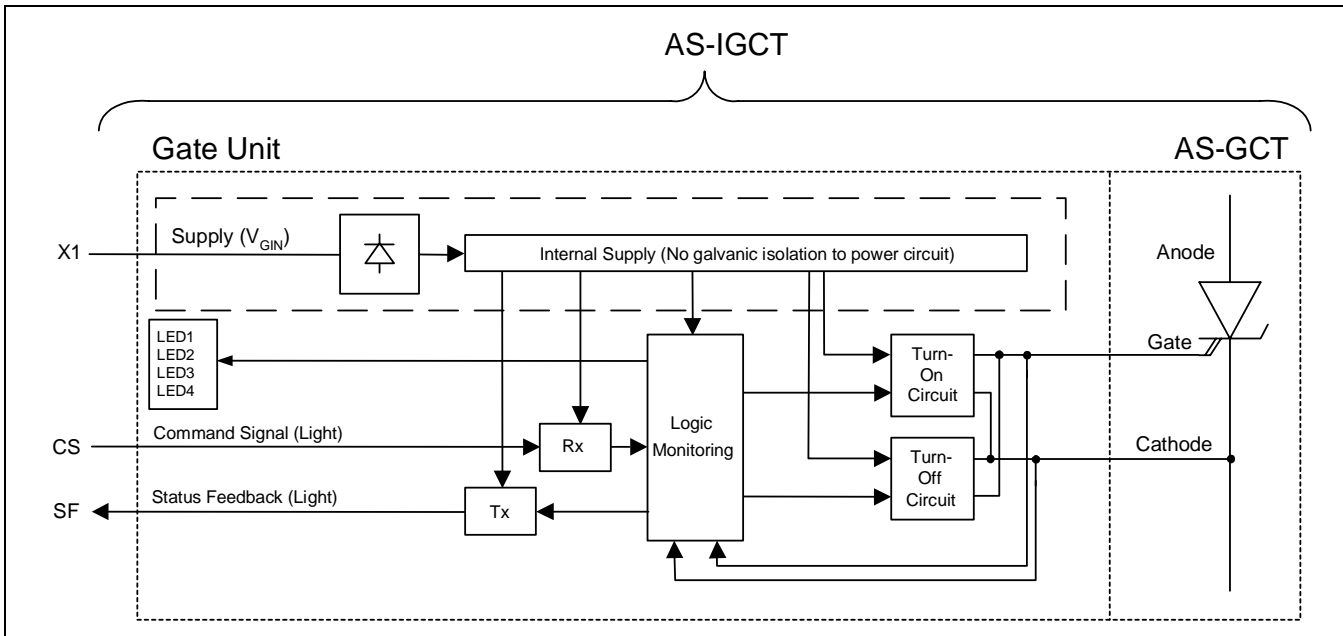 AS-IGCT
Gate Unit
AS-GCT
X1
Supply (VGIN)
Internal Supply (No galvanic isolation to power circuit)
Anode
LED1
LED2
LED3
LED4
Gate
Turn-
On
Circuit
Logic
Monitoring
CS
Command Signal (Light)
Rx
Cathode
Turn-
Off
Circuit
SF
Status Feedback (Light)
Tx